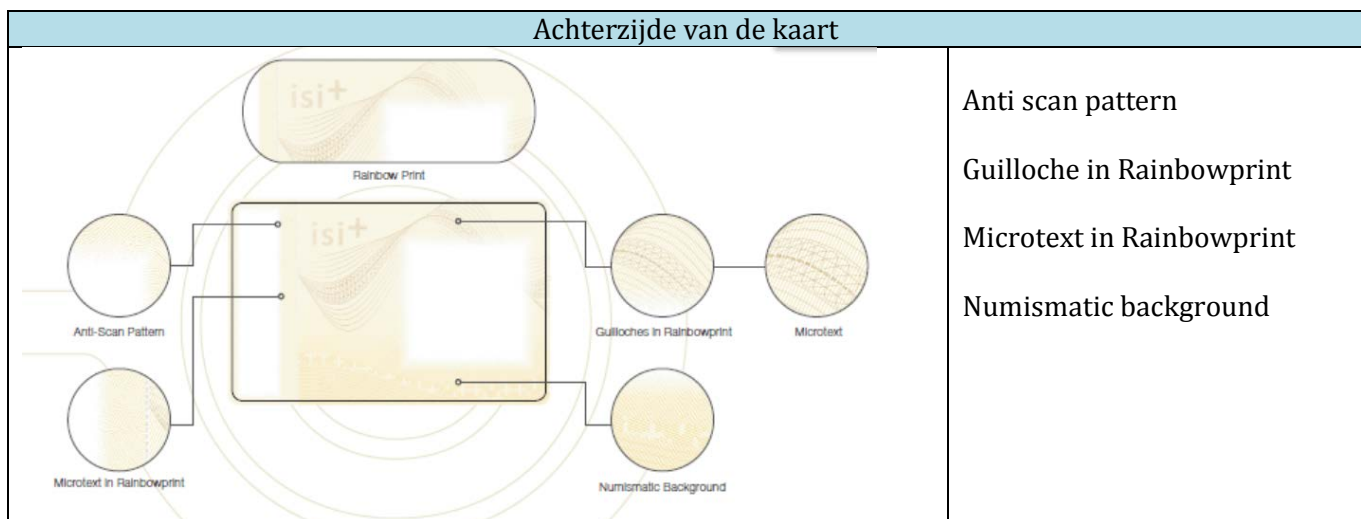 Achterzijde van de kaart
isi+
Rainbow Print
isi+
Anti-Scan Pattern
Guilloches in Rainbowprint
Microtext
Microtext in Rainbowprint
Numismatic Background
Anti scan pattern
Guilloche in Rainbowprint
Microtext in Rainbowprint
Numismatic background